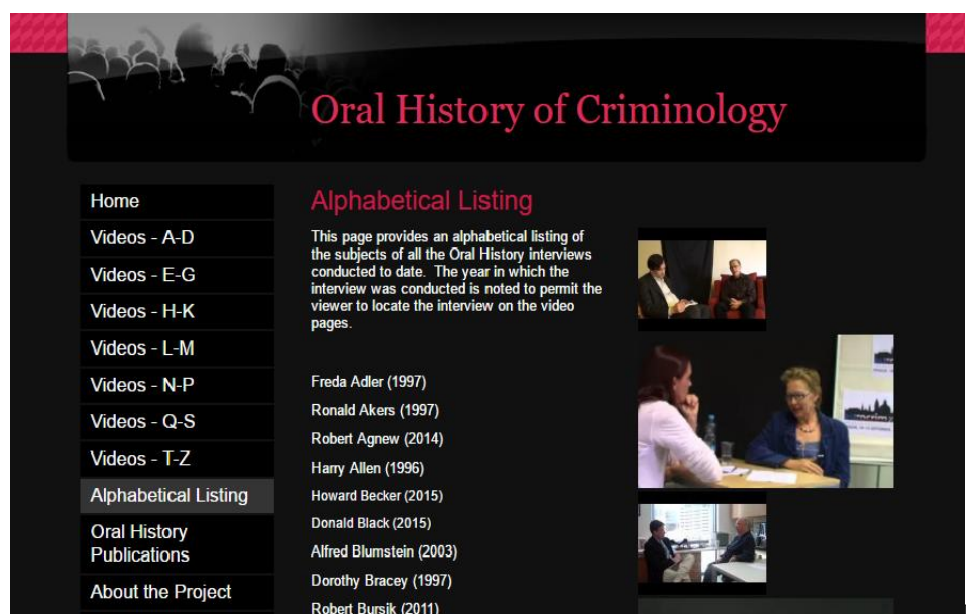 Oral History of Criminology
Home
Videos - A-D
Videos - E-G
Videos - H-K
Videos - L-M
Videos - N-P
Videos - Q-S
Videos - T-Z
Alphabetical Listing
Oral History
Publications
About the Project
Alphabetical Listing
This page provides an alphabetical listing of
the subjects of all the Oral History interviews
conducted to date. The year in which the
interview was conducted is noted to permit the
viewer to locate the interview on the video
pages.
Freda Adler (1997)
Ronald Akers (1997)
Robert Agnew (2014)
Harry Allen (1996)
Howard Becker (2015)
Donald Black (2015)
Alfred Blumstein (2003)
Dorothy Bracey (1997)
Robert Bursik (2011)